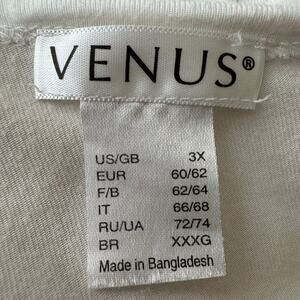 VENUS®
US/GB 3X
EUR 60/62
F/B 62/64
IT 66/68
RU/UA 72/74
BR XXXG
Made in Bangladesh